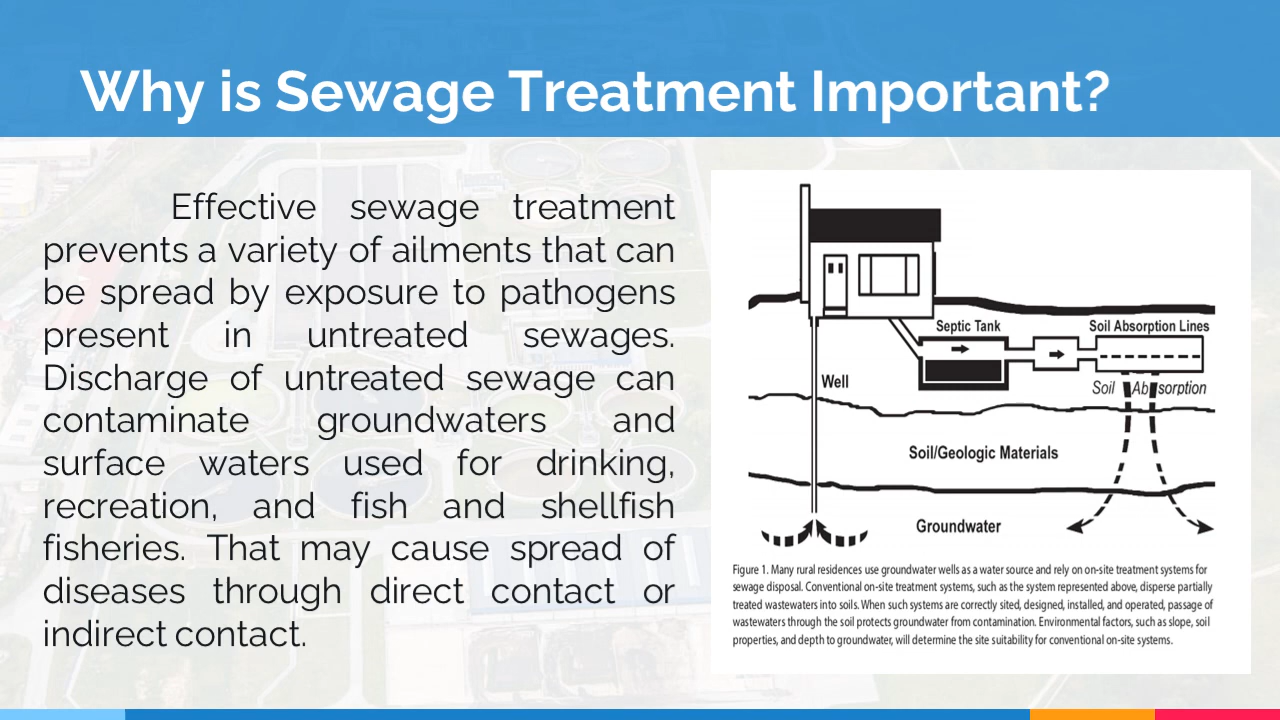 Why is Sewage Treatment Important?
Effective sewage treatment
prevents a variety of ailments that can
be spread by exposure to pathogens
present in untreated sewages.
Discharge of untreated sewage can
contaminate groundwaters and
surface waters used for drinking,
recreation, and fish and shellfish
fisheries. That may cause spread of
diseases through direct contact or
indirect contact.
Septic Tank
Soil Absorption Lines
Well
Soil Absorption
Soil/Geologic Materials
Groundwater
Figure 1. Many rural residences use groundwater wells as a water source and rely on on-site treatment systems for
sewage disposal. Conventional on-site treatment systems, such as the system represented above, disperse partially
treated wastewaters into soils. When such systems are correctly sited, designed, installed, and operated, passage of
wastewaters through the soil protects groundwater from contamination. Environmental factors, such as slope, soil
properties, and depth to groundwater, will determine the site suitability for conventional on-site systems.